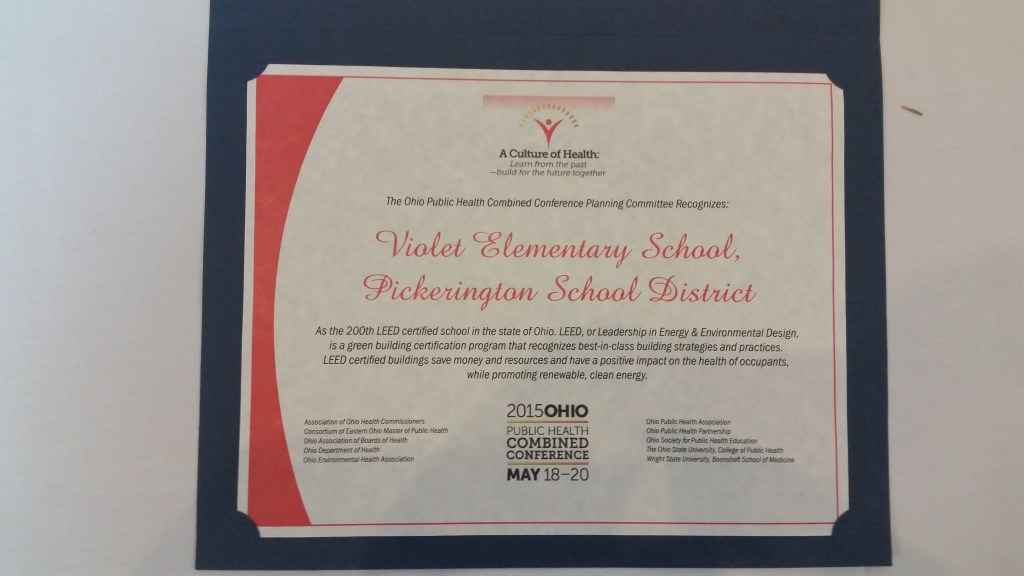 A Culture of Health:
Learn from the past
—build for the future together
The Ohio Public Health Combined Conference Planning Committee Recognizes:
Violet Elementary School,
Pickerington School District
As the 200th LEED certified school in the state of Ohio. LEED, or Leadership in Energy & Environmental Design,
is a green building certification program that recognizes best-in-class building strategies and practices.
LEED certified buildings save money and resources and have a positive impact on the health of occupants,
while promoting renewable, clean energy.
Association of Ohio Health Commissioners
Consortium of Eastern Ohio Master of Public Health
Ohio Association of Boards of Health
Ohio Department of Health
Ohio Environmental Health Association
2015 OHIO
PUBLIC HEALTH
COMBINED
CONFERENCE
MAY 18–20
Ohio Public Health Association
Ohio Public Health Partnership
Ohio Society for Public Health Education
The Ohio State University, College of Public Health
Wright State University, Boonshoft School of Medicine